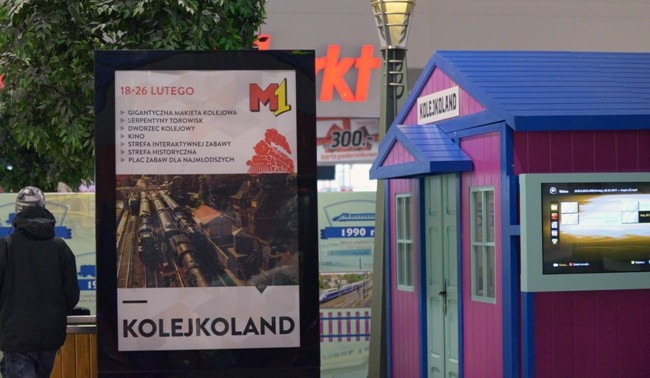 18-26 LUTEGO
M1
GIGANTYCZNA MAKIETA KOLEJOWA
SERPENTYNY TOROWISK
DWORZEC KOLEJOWY
KINO
STREFA INTERAKTYWNEJ ZABAWY
STREFA HISTORYCZNA
PLAC ZABAW DLA NAJMŁODSZYCH
KOLEJKOLAND
rkt
300.-
1990 r
KOLEJKOLAND